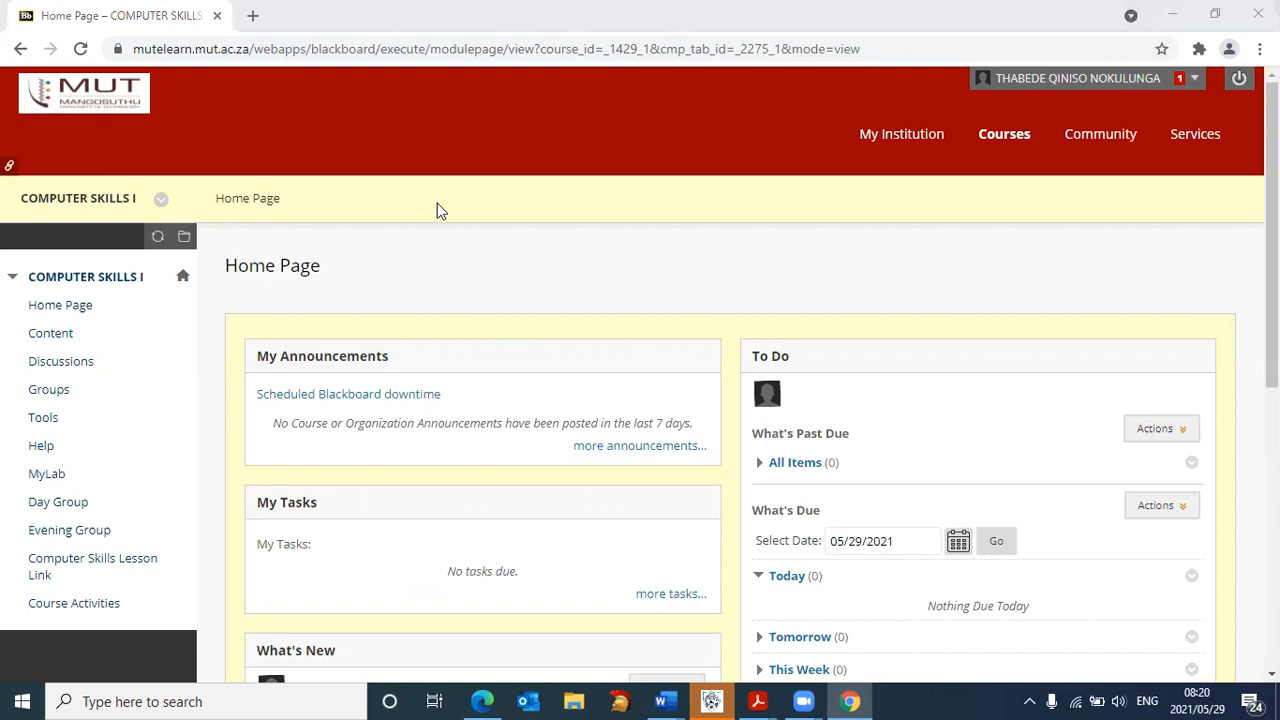 Home Page – COMPUTER SKILLS
mutelearn.mut.ac.za/webapps/blackboard/execute/modulepage/view?course_id=_1429_1&cmp_tab_id=_2275_1&mode=view
MUT
MANGOSUTHU
UNIVERSITY OF TECHNOLOGY
THABEDE QINISO NOKULUNGA 1
My Institution Courses Community Services
COMPUTER SKILLS I Home Page
COMPUTER SKILLS I
Home Page
Content
Discussions
Groups
Tools
Help
MyLab
Day Group
Evening Group
Computer Skills Lesson
Link
Course Activities
Home Page
My Announcements
Scheduled Blackboard downtime
No Course or Organization Announcements have been posted in the last 7 days.
more announcements...
My Tasks
My Tasks:
No tasks due.
more tasks...
What's New
To Do
What's Past Due
Actions
All Items (0)
What's Due
Actions
Select Date: 05/29/2021 Go
Today (0)
Nothing Due Today
Tomorrow (0)
This Week (0)
Type here to search
ENG
08:20
2021/05/29
24